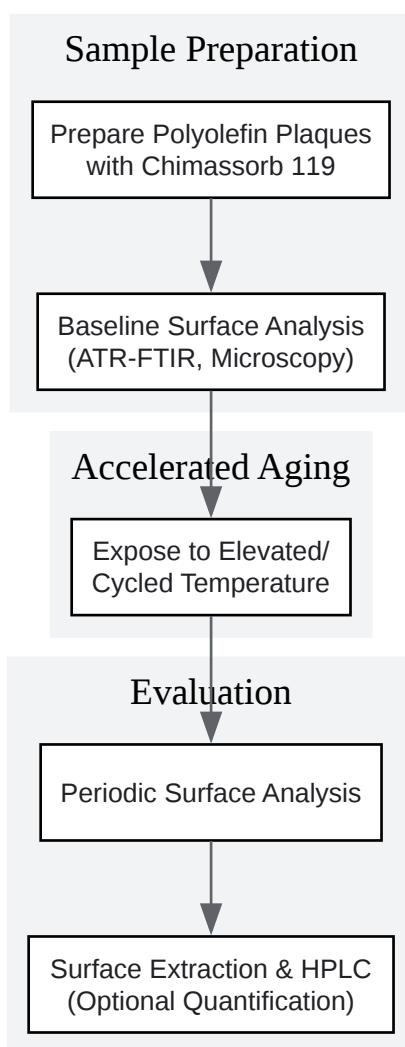 Sample Preparation
Prepare Polyolefin Plaques
with Chimassorb 119
Baseline Surface Analysis
(ATR-FTIR, Microscopy)
Accelerated Aging
Expose to Elevated/
Cycled Temperature
Evaluation
Periodic Surface Analysis
Surface Extraction & HPLC
(Optional Quantification)